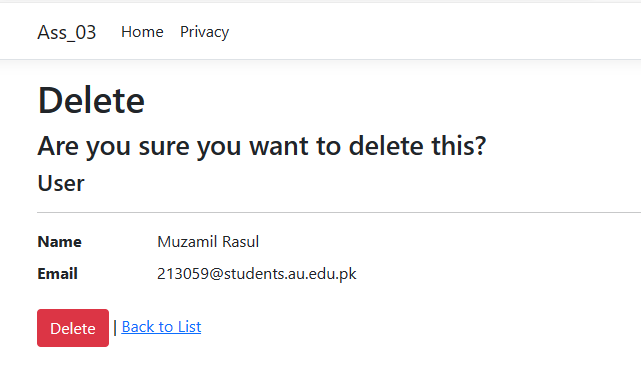 Ass_03 Home Privacy
Delete
Are you sure you want to delete this?
User
Name Muzamil Rasul
Email 213059@students.au.edu.pk
Delete | Back to List